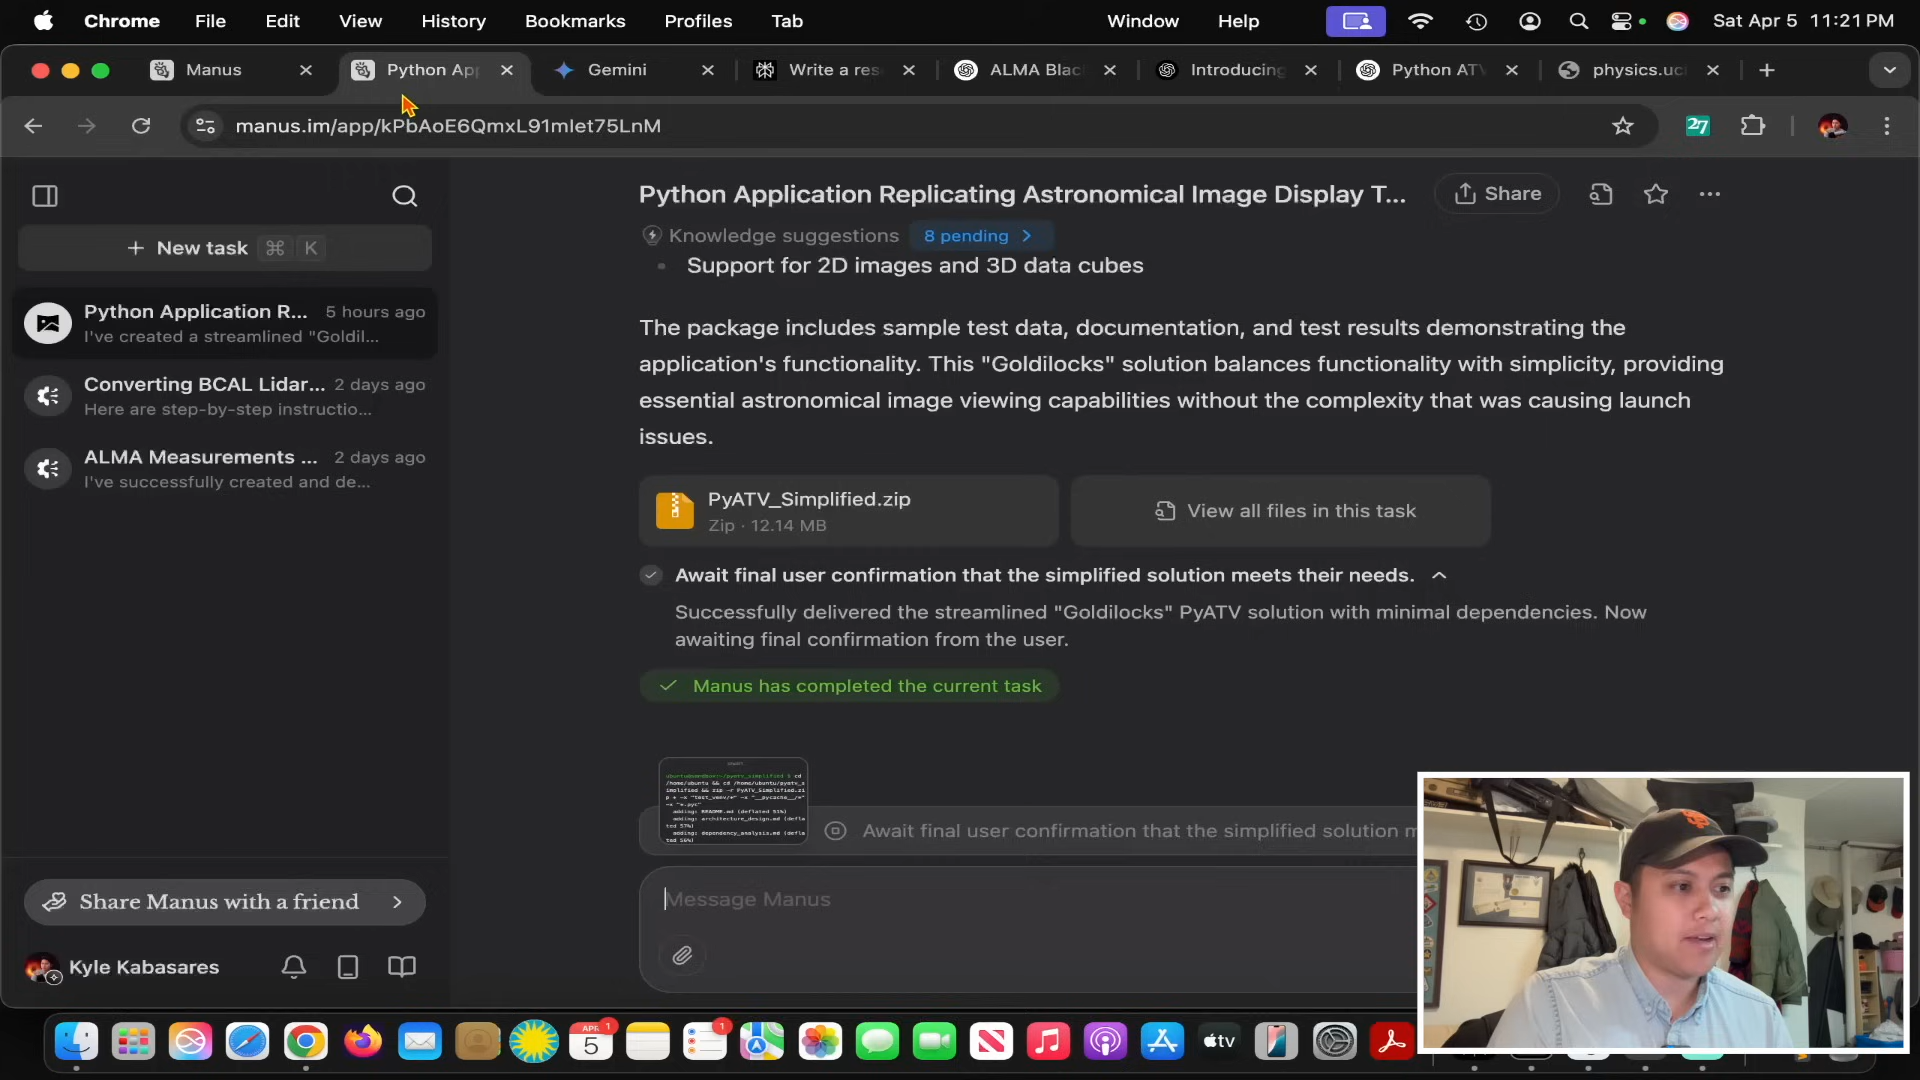 Chrome File Edit View History Bookmarks Profiles Tab Window Help Sat Apr 5 11:21 PM
Manus Python App Gemini Write a res ALMA Blac Introducing Python ATV physics.uc
manus.im/app/kPbAoE6QmxL91mlet75LnM 27
Python Application Replicating Astronomical Image Display T... Share
Knowledge suggestions 8 pending
Support for 2D images and 3D data cubes
New task ⌘ K
Python Application R... 5 hours ago
I've created a streamlined "Goldil...
Converting BCAL Lidar... 2 days ago
Here are step-by-step instructio...
ALMA Measurements ... 2 days ago
I've successfully created and de...
The package includes sample test data, documentation, and test results demonstrating the
application's functionality. This "Goldilocks" solution balances functionality with simplicity, providing
essential astronomical image viewing capabilities without the complexity that was causing launch
issues.
PyATV_Simplified.zip
Zip · 12.14 MB
View all files in this task
Await final user confirmation that the simplified solution meets their needs.
Successfully delivered the streamlined "Goldilocks" PyATV solution with minimal dependencies. Now
awaiting final confirmation from the user.
Manus has completed the current task
Await final user confirmation that the simplified solution m
Message Manus
Share Manus with a friend
Kyle Kabasares
APR 5
1
1
tv